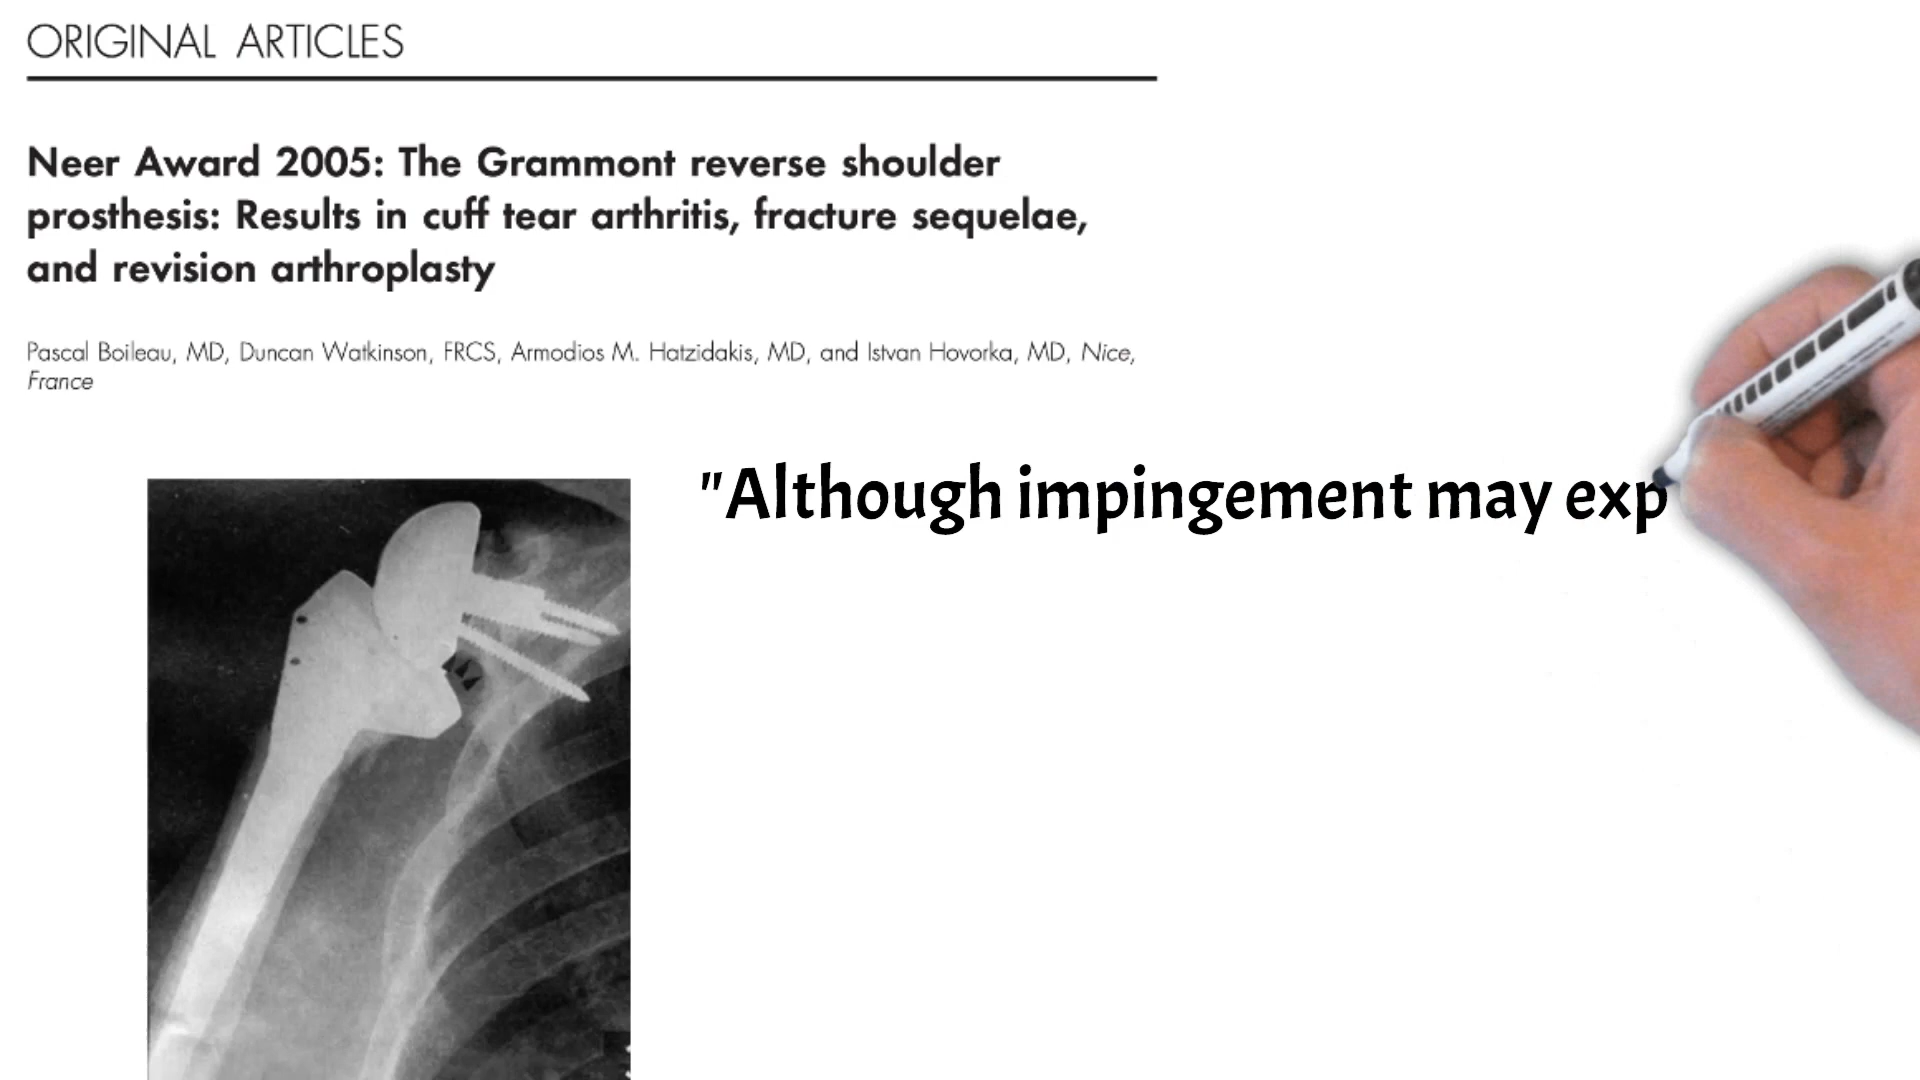 ORIGINAL ARTICLES
Neer Award 2005: The Grammont reverse shoulder
prosthesis: Results in cuff tear arthritis, fracture sequelae,
and revision arthroplasty
Pascal Boileau, MD, Duncan Watkinson, FRCS, Armodios M. Hatzidakis, MD, and Istvan Hovorka, MD, Nice,
France
"Although impingement may exp